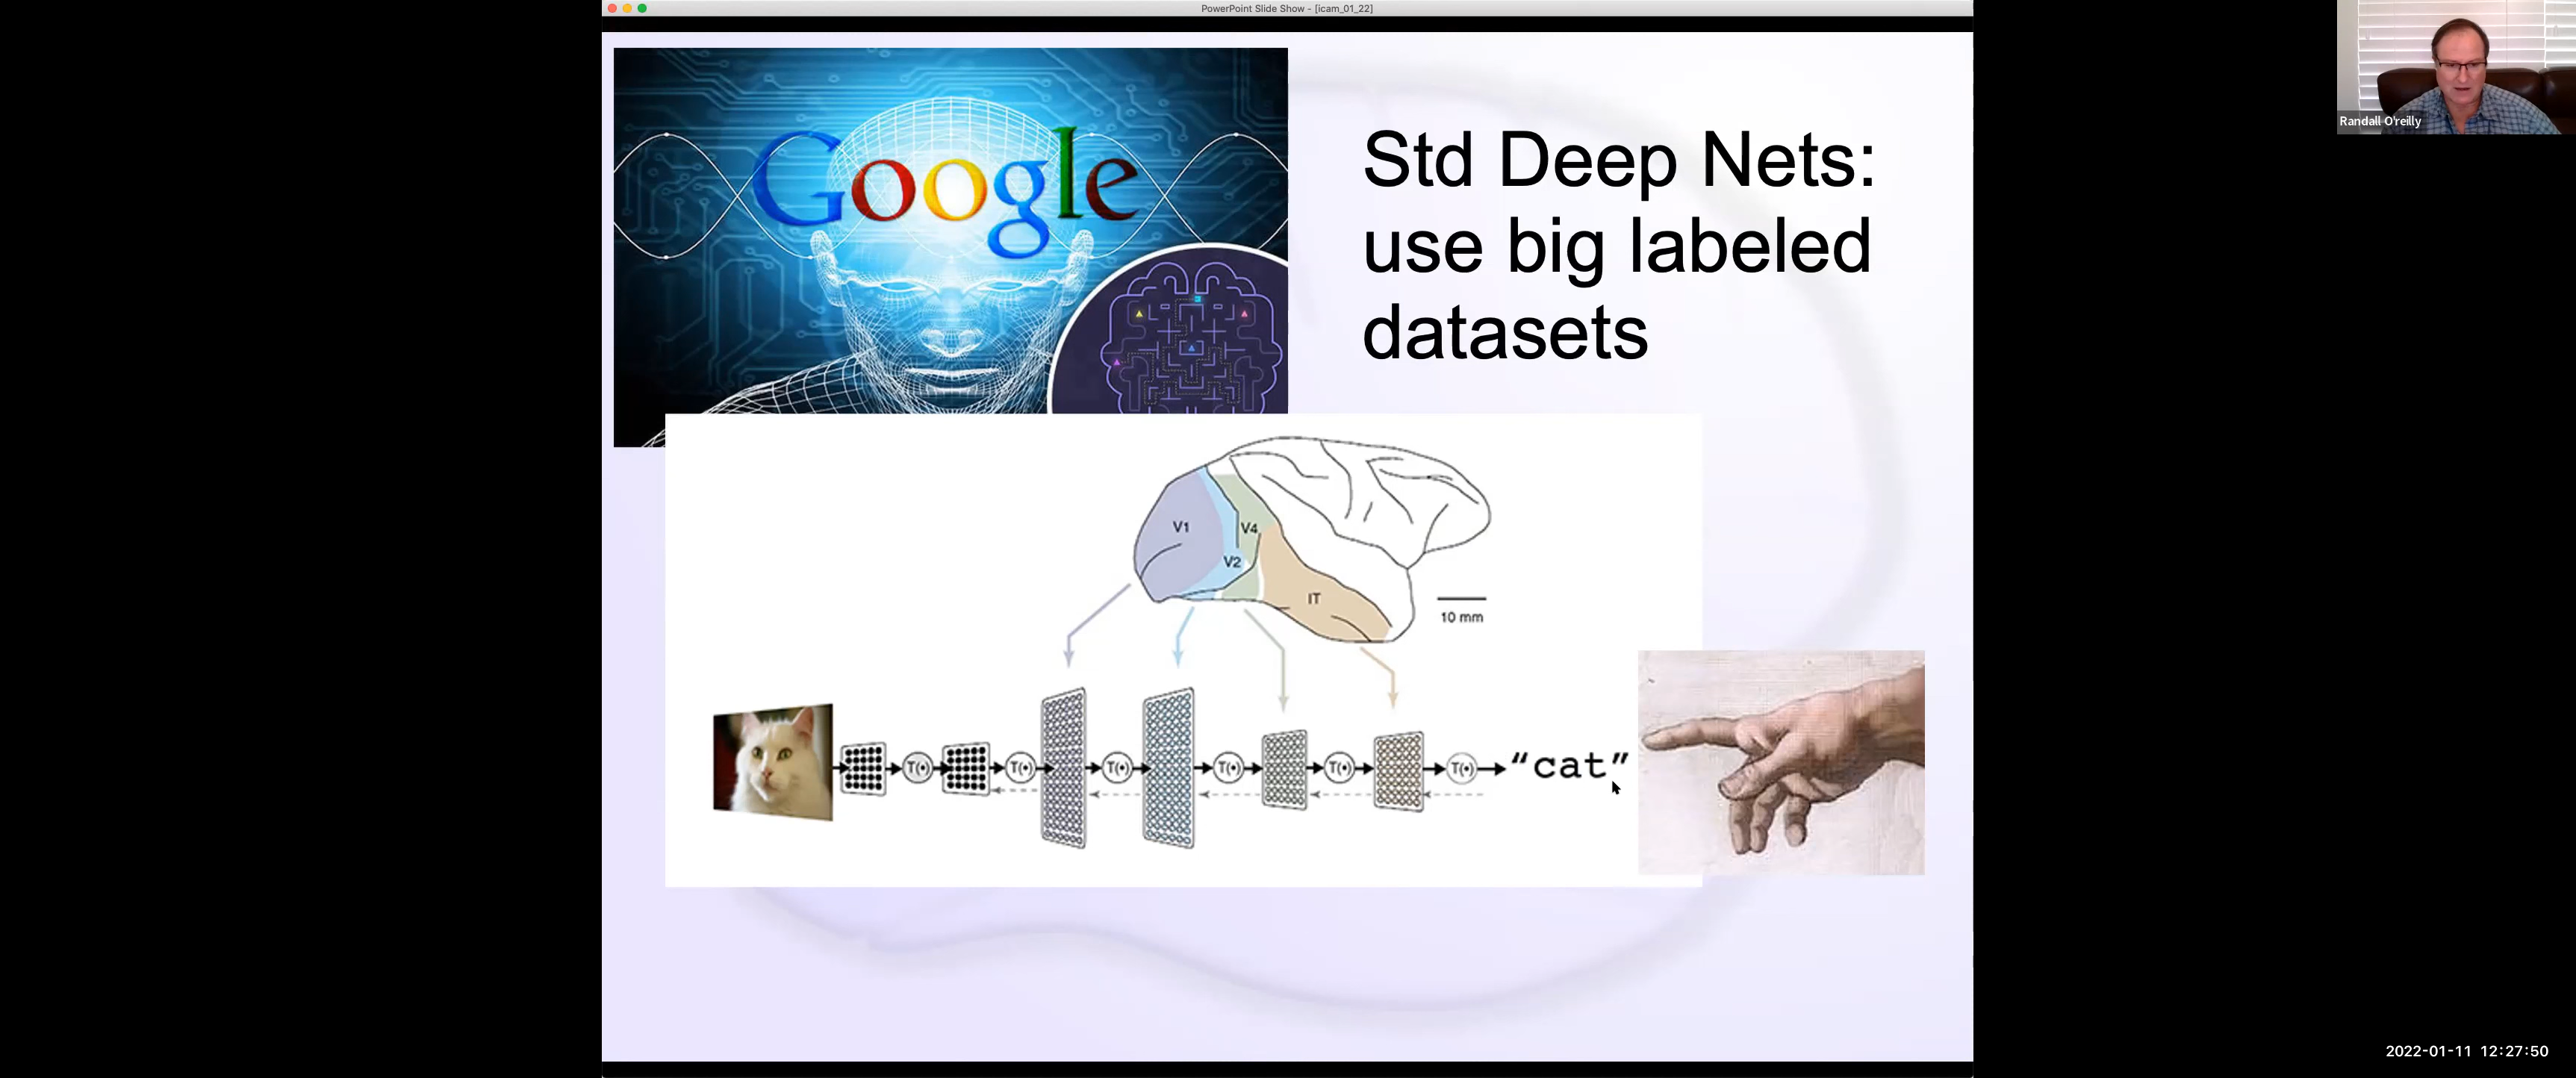 PowerPoint Slide Show - [icam_01_22]
Randall O'reilly
Google
Std Deep Nets:
use big labeled
datasets
V1
V4
V2
IT
10 mm
T(•) T(•) T(•) T(•) T(•) T(•) "cat"
2022-01-11 12:27:50